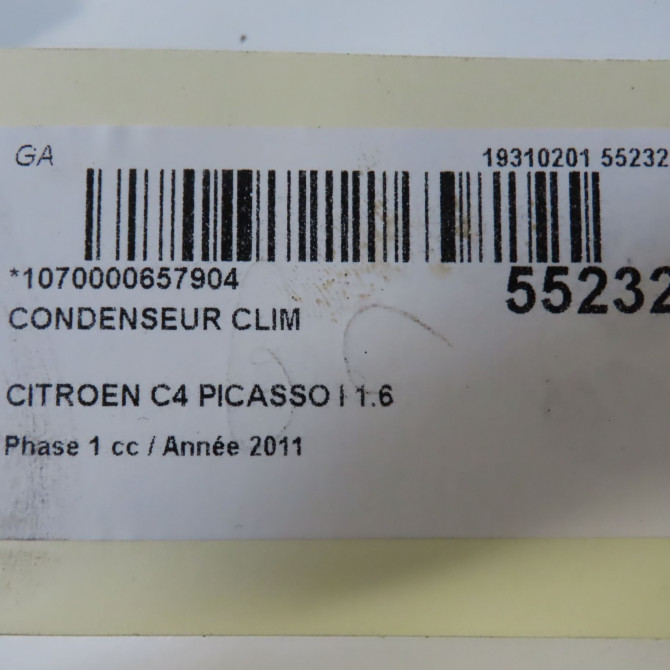 GA
19310201 55232
*1070000657904
55232
CONDENSEUR CLIM
CITROEN C4 PICASSO I 1.6
Phase 1 cc / Année 2011